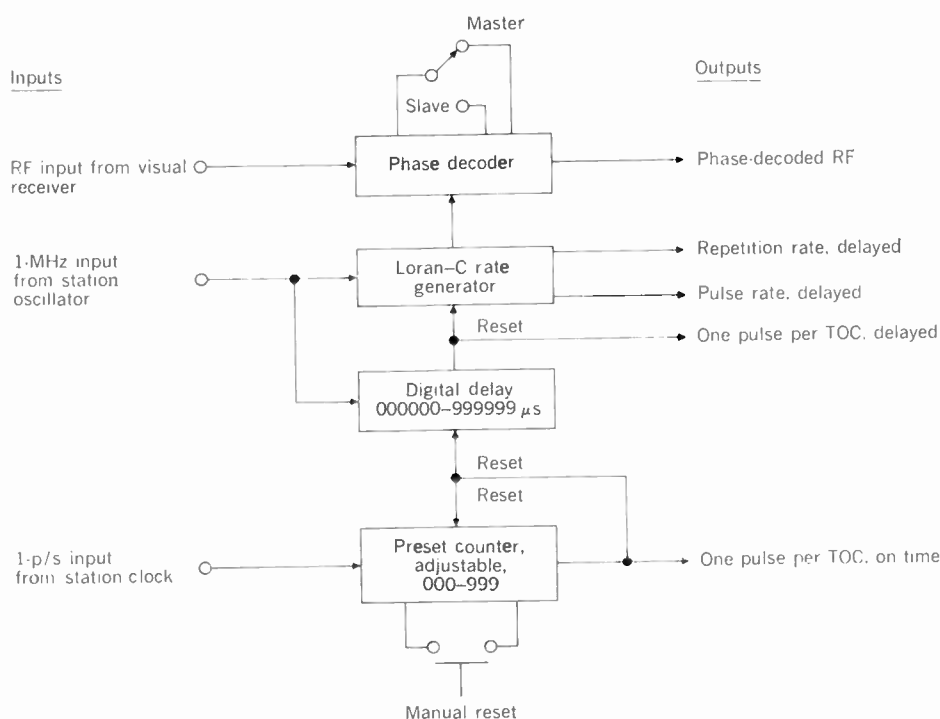 Master
Inputs
Outputs
Slave
RF input from visual
receiver
Phase decoder
Phase-decoded RF
1-MHz input
from station
oscillator
Loran-C rate
generator
Repetition rate, delayed
Pulse rate, delayed
Reset
One pulse per TOC, delayed
Digital delay
000000-999999 μs
Reset
Reset
1-p/s input
from station clock
Preset counter,
adjustable,
000-999
One pulse per TOC, on time
Manual reset